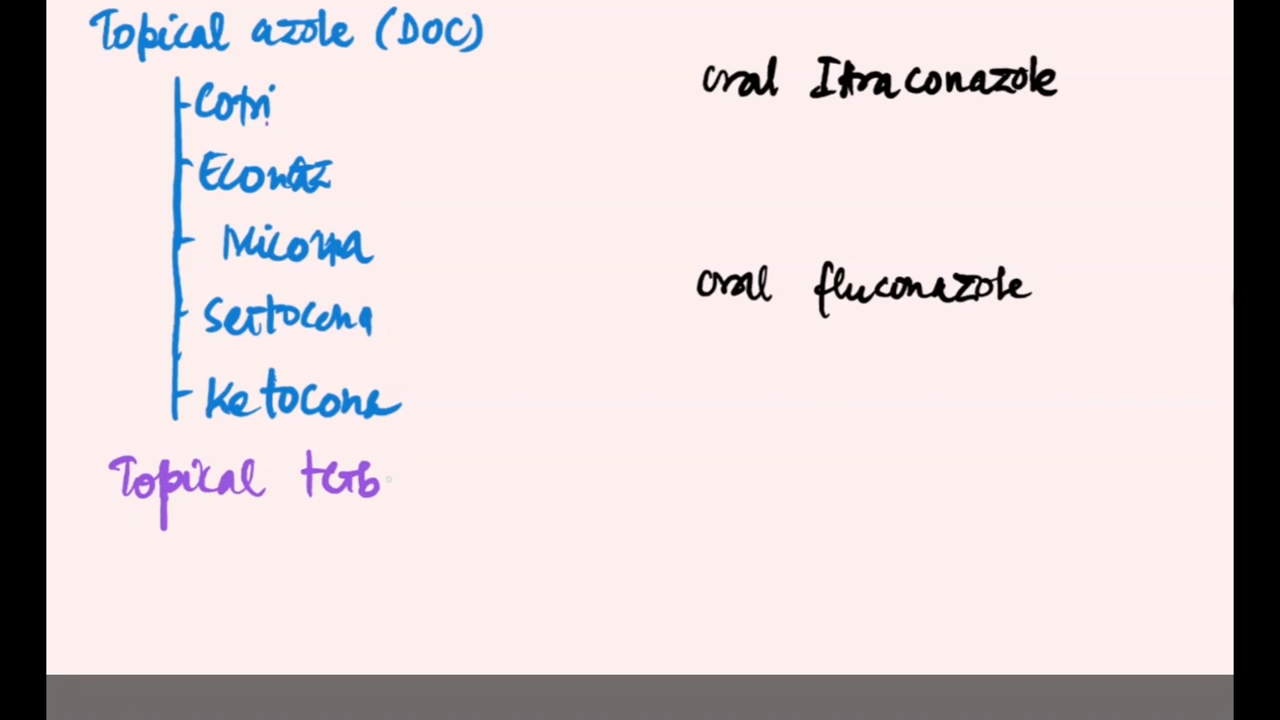 Topical azole (DOC)
Cotri
Econaz
Micona
Sertocona
Ketocona
Topical terb
oral Itraconazole
oral fluconazole